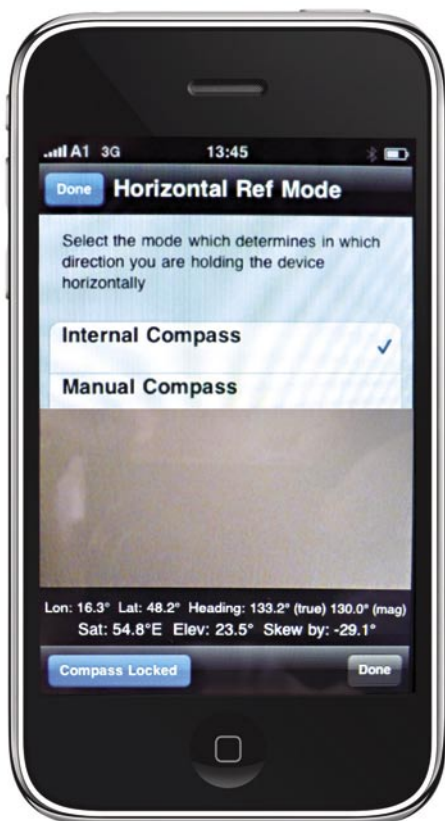 A1 3G 13:45
Done Horizontal Ref Mode
Select the mode which determines in which
direction you are holding the device
horizontally
Internal Compass
Manual Compass
Lon: 16.3° Lat: 48.2° Heading: 133.2° (true) 130.0° (mag)
Sat: 54.8°E Elev: 23.5° Skew by: -29.1°
Compass Locked Done